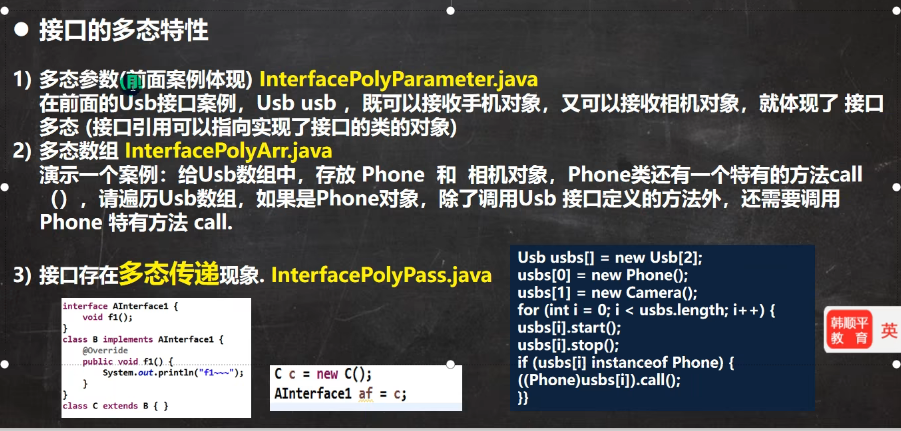 ● 接口的多态特性
1) 多态参数(前面案例体现) InterfacePolyParameter.java
在前面的Usb接口案例，Usb usb ，既可以接收手机对象，又可以接收相机对象，就体现了 接口
多态 (接口引用可以指向实现了接口的类的对象)
2) 多态数组 InterfacePolyArr.java
演示一个案例：给Usb数组中，存放 Phone 和 相机对象，Phone类还有一个特有的方法call
（），请遍历Usb数组，如果是Phone对象，除了调用Usb 接口定义的方法外，还需要调用
Phone 特有方法 call.
3) 接口存在多态传递现象. InterfacePolyPass.java
interface AInterface1 {
void f1();
}
class B implements AInterface1 {
@Override
public void f1() {
System.out.println("f1~~~");
}
}
class C extends B { }
C c = new C();
AInterface1 af = c;
Usb usbs[] = new Usb[2];
usbs[0] = new Phone();
usbs[1] = new Camera();
for (int i = 0; i < usbs.length; i++) {
usbs[i].start();
usbs[i].stop();
if (usbs[i] instanceof Phone) {
((Phone)usbs[i]).call();
}}
韩顺平
教 育
英